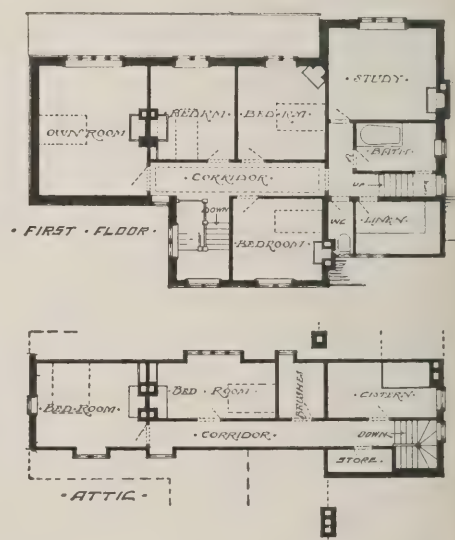 · STUDY ·
OWN ROOM
BED RM
BED · RM
BATH
· CORRIDOR ·
UP
DOWN
WC
LINEN
· FIRST · FLOOR ·
BEDROOM
BED · ROOM
BED · ROOM
BRUSHES
CISTERN
· CORRIDOR ·
DOWN
STORE ·
· ATTIC ·